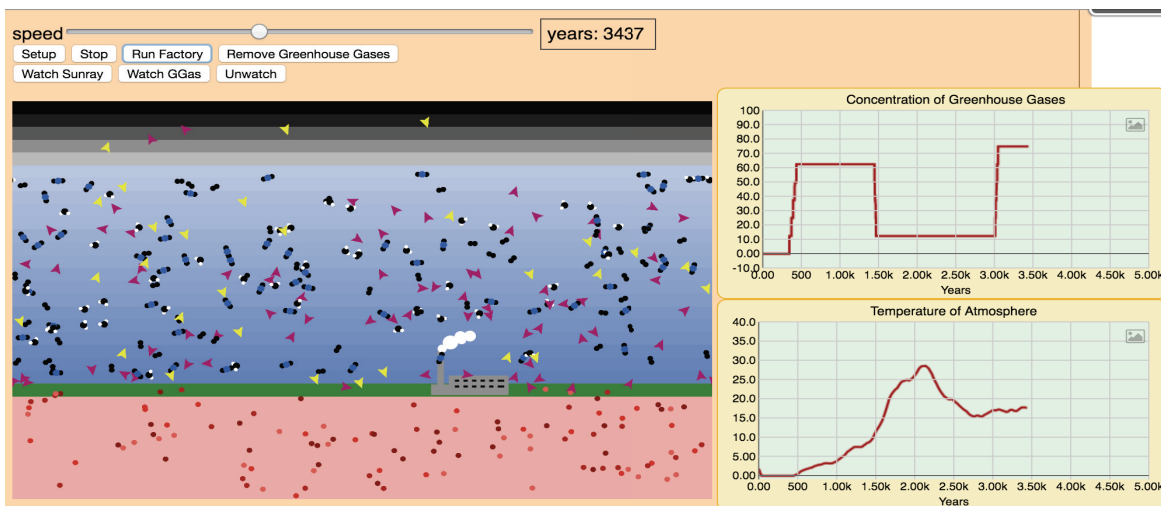 speed
years: 3437
Setup Stop Run Factory Remove Greenhouse Gases
Watch Sunray Watch GGas Unwatch
Concentration of Greenhouse Gases
100
90.0
80.0
70.0
60.0
50.0
40.0
30.0
20.0
10.0
0.00
-10.0
0.00 500 1.00k 1.50k 2.00k 2.50k 3.00k 3.50k 4.00k 4.50k 5.00k
Years
Temperature of Atmosphere
40.0
35.0
30.0
25.0
20.0
15.0
10.0
5.00
0.00
0.00 500 1.00k 1.50k 2.00k 2.50k 3.00k 3.50k 4.00k 4.50k 5.00k
Years